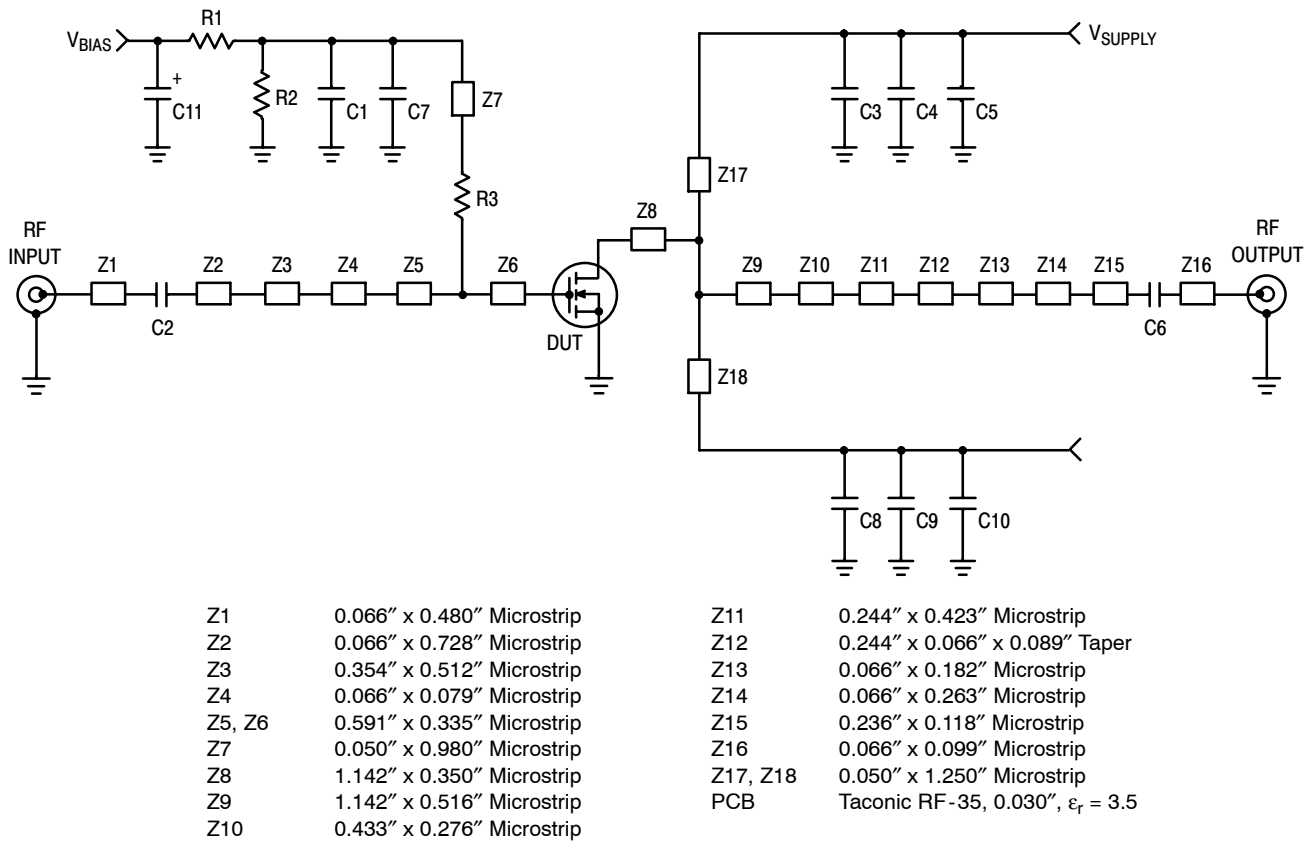 R1
V_BIAS
V_SUPPLY
+
C11
R2
C1
C7
Z7
C3
C4
C5
Z17
R3
Z8
RF
INPUT
RF
OUTPUT
Z1
Z2
Z3
Z4
Z5
Z6
Z9
Z10
Z11
Z12
Z13
Z14
Z15
Z16
C2
DUT
C6
Z18
C8
C9
C10
Z1 0.066″ x 0.480″ Microstrip
Z2 0.066″ x 0.728″ Microstrip
Z3 0.354″ x 0.512″ Microstrip
Z4 0.066″ x 0.079″ Microstrip
Z5, Z6 0.591″ x 0.335″ Microstrip
Z7 0.050″ x 0.980″ Microstrip
Z8 1.142″ x 0.350″ Microstrip
Z9 1.142″ x 0.516″ Microstrip
Z10 0.433″ x 0.276″ Microstrip
Z11 0.244″ x 0.423″ Microstrip
Z12 0.244″ x 0.066″ x 0.089″ Taper
Z13 0.066″ x 0.182″ Microstrip
Z14 0.066″ x 0.263″ Microstrip
Z15 0.236″ x 0.118″ Microstrip
Z16 0.066″ x 0.099″ Microstrip
Z17, Z18 0.050″ x 1.250″ Microstrip
PCB Taconic RF-35, 0.030″, εr = 3.5